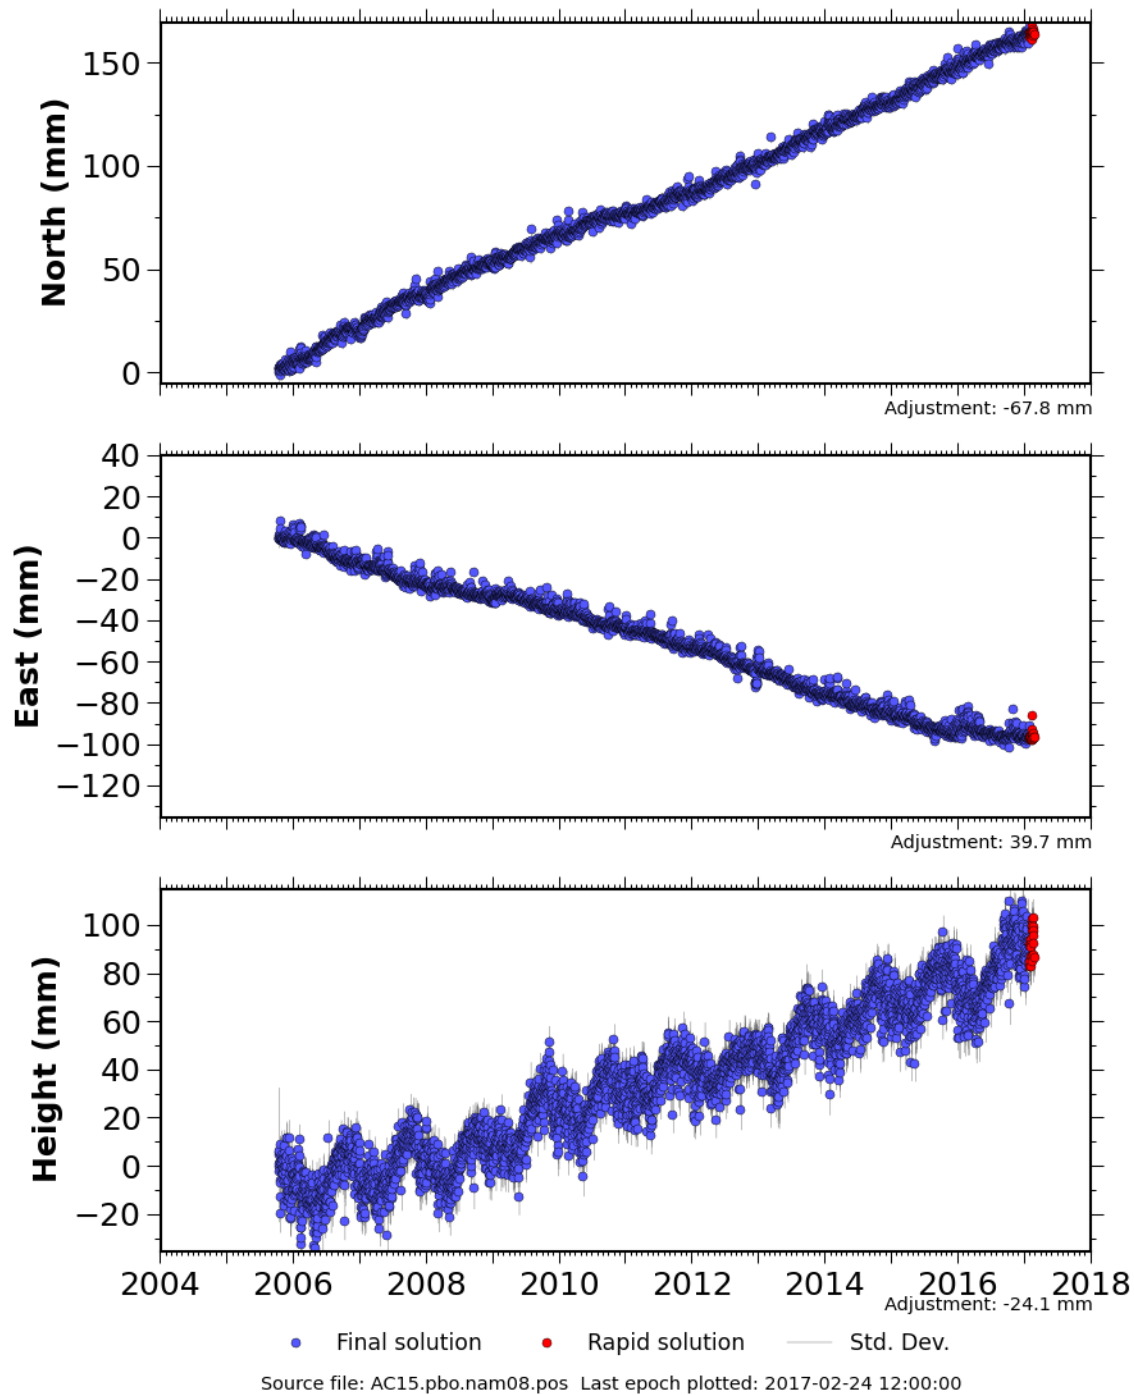 North (mm)
150
100
50
0
Adjustment: -67.8 mm
East (mm)
40
20
0
−20
−40
−60
−80
−100
−120
Adjustment: 39.7 mm
Height (mm)
100
80
60
40
20
0
−20
2004 2006 2008 2010 2012 2014 2016 2018
Adjustment: -24.1 mm
Final solution Rapid solution Std. Dev.
Source file: AC15.pbo.nam08.pos Last epoch plotted: 2017-02-24 12:00:00